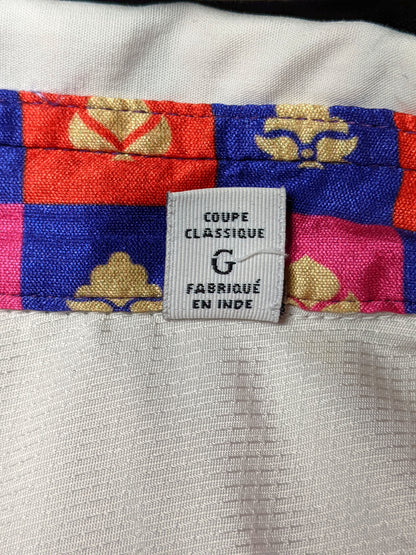 COUPE
CLASSIQUE
G
FABRIQUÉ
EN INDE